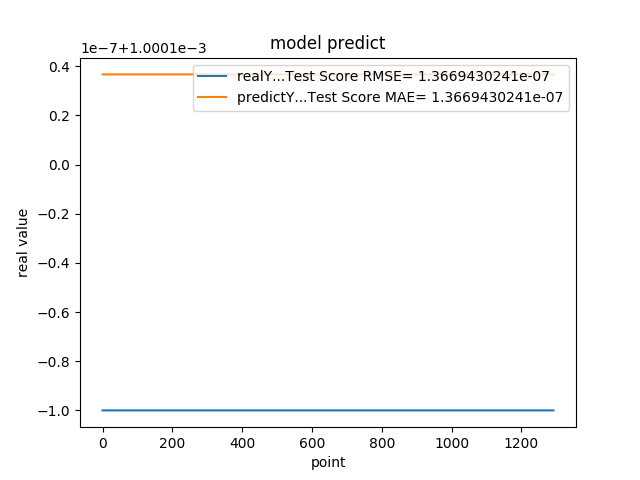 model predict
1e−7+1.0001e−3
realY...Test Score RMSE= 1.3669430241e-07
predictY...Test Score MAE= 1.3669430241e-07
real value
0.4
0.2
0.0
−0.2
−0.4
−0.6
−0.8
−1.0
0 200 400 600 800 1000 1200
point